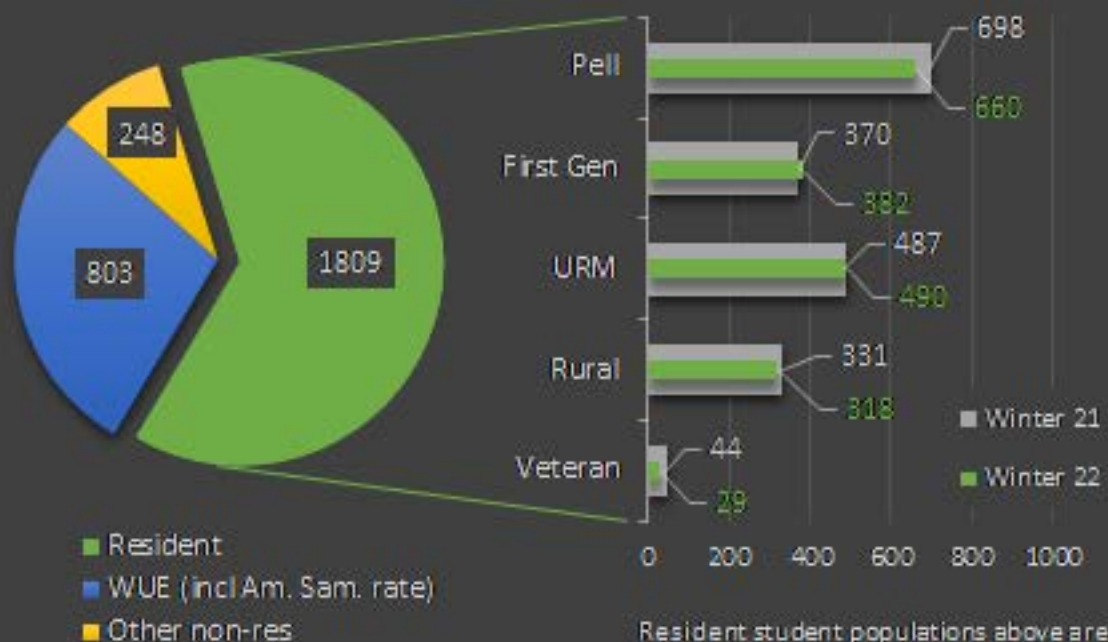 248
803
1809
Resident
WUE (incl Am. Sam. rate)
Other non-res
Pell
698
660
First Gen
370
382
URM
487
490
Rural
331
318
Veteran
44
29
Winter 21
Winter 22
0 200 400 600 800 1000
Resident student populations above are